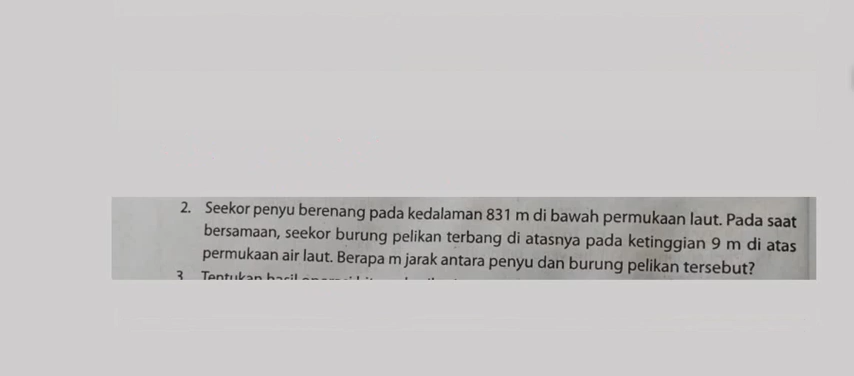 2. Seekor penyu berenang pada kedalaman 831 m di bawah permukaan laut. Pada saat
bersamaan, seekor burung pelikan terbang di atasnya pada ketinggian 9 m di atas
permukaan air laut. Berapa m jarak antara penyu dan burung pelikan tersebut?
3 Tentukan hasil